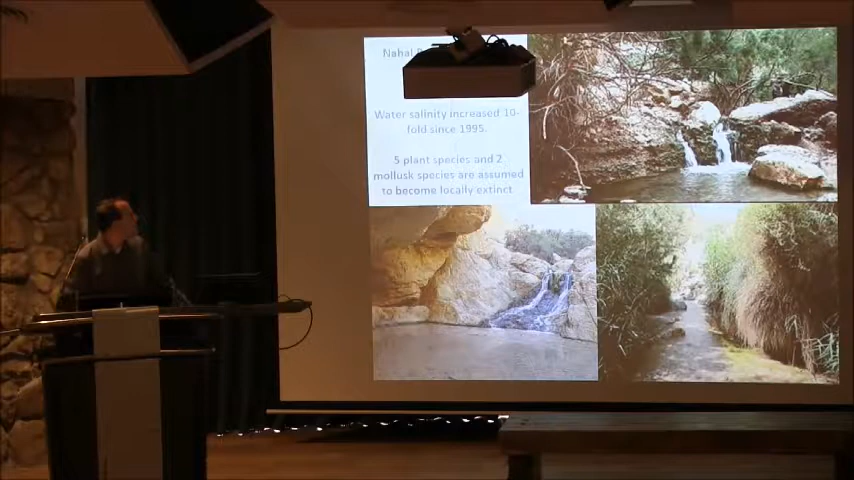 Nahal
Water salinity increased 10-
fold since 1995.
5 plant species and 2
mollusk species are assumed
to become locally extinct